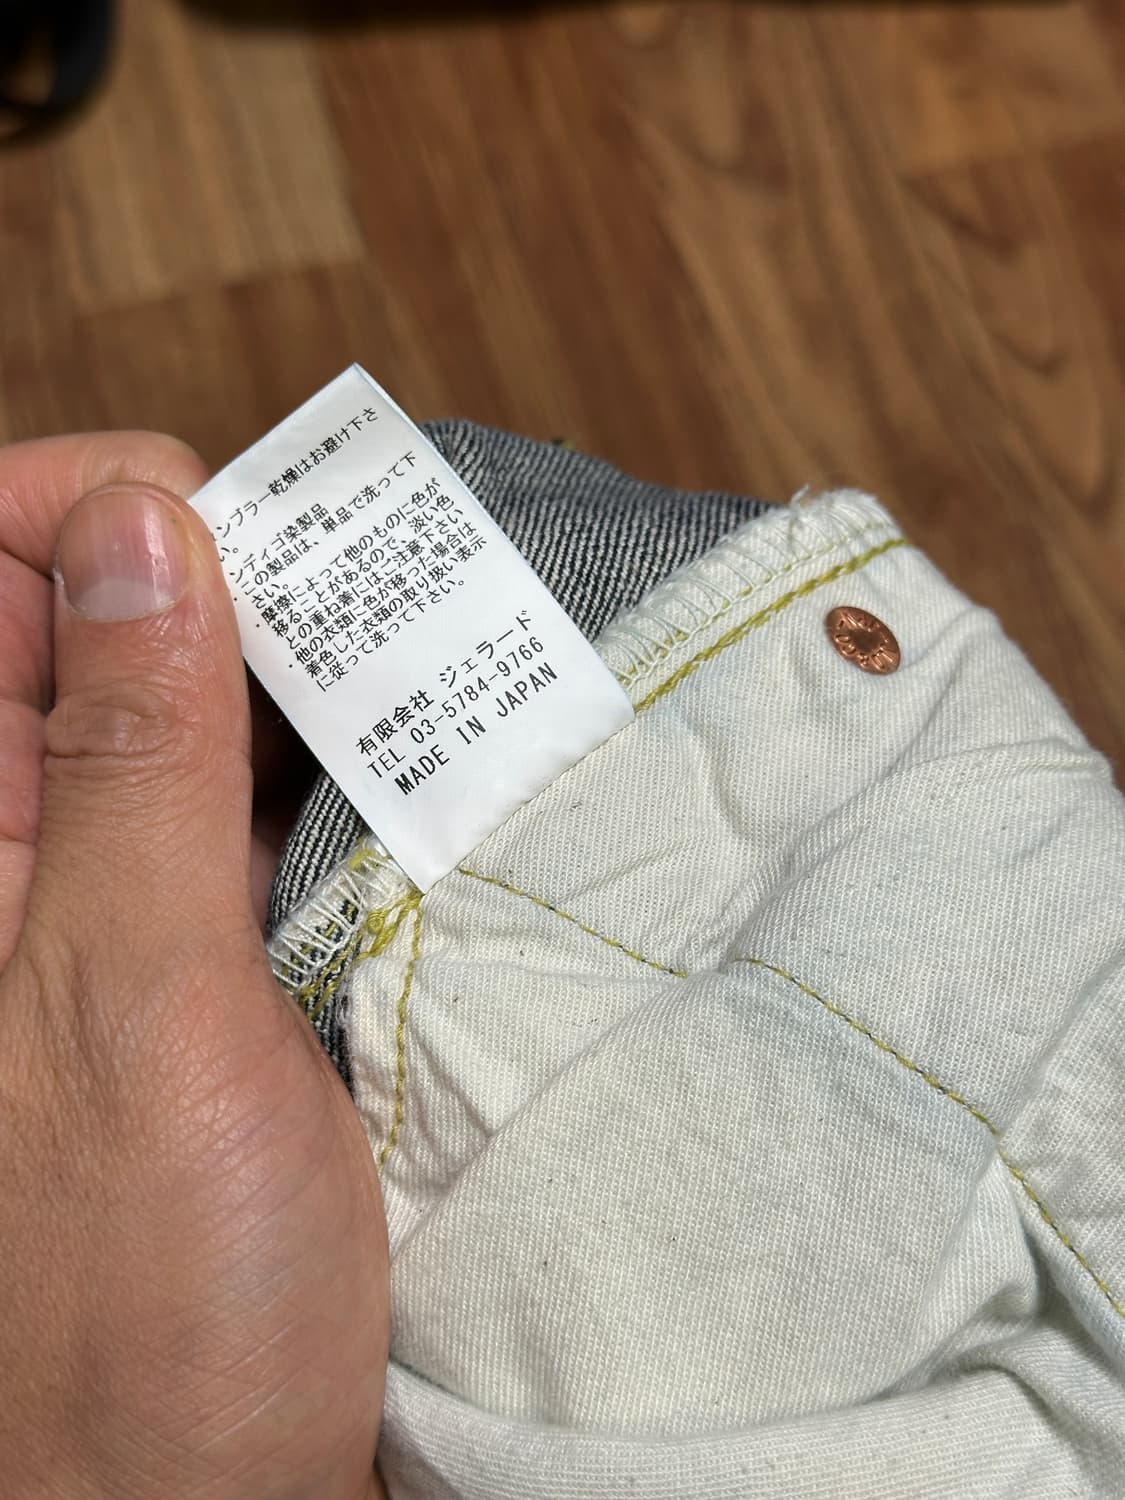 ンブラー乾燥はお避け下さ
い。
ンディゴ染製品
・この製品は、単品で洗って下
さい。
・摩擦によって他のものに色が
移ることがあるので、淡い色
との重ね着にはご注意下さい
・他の衣類に色が移った場合は
着色した衣類の取り扱い表示
に従って洗って下さい。
有限会社 ジェラード
TEL 03-5784-9766
MADE IN JAPAN